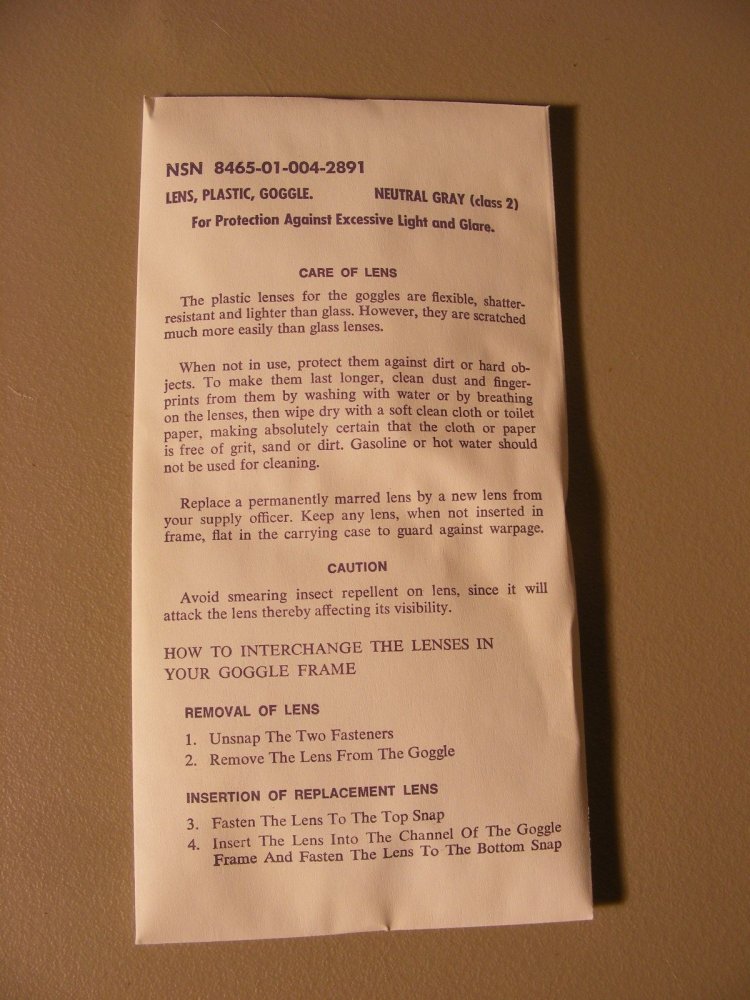 NSN 8465-01-004-2891
LENS, PLASTIC, GOGGLE. NEUTRAL GRAY (class 2)
For Protection Against Excessive Light and Glare.
CARE OF LENS
The plastic lenses for the goggles are flexible, shatter-
resistant and lighter than glass. However, they are scratched
much more easily than glass lenses.
When not in use, protect them against dirt or hard ob-
jects. To make them last longer, clean dust and finger-
prints from them by washing with water or by breathing
on the lenses, then wipe dry with a soft clean cloth or toilet
paper, making absolutely certain that the cloth or paper
is free of grit, sand or dirt. Gasoline or hot water should
not be used for cleaning.
Replace a permanently marred lens by a new lens from
your supply officer. Keep any lens, when not inserted in
frame, flat in the carrying case to guard against warpage.
CAUTION
Avoid smearing insect repellent on lens, since it will
attack the lens thereby affecting its visibility.
HOW TO INTERCHANGE THE LENSES IN
YOUR GOGGLE FRAME
REMOVAL OF LENS
1. Unsnap The Two Fasteners
2. Remove The Lens From The Goggle
INSERTION OF REPLACEMENT LENS
3. Fasten The Lens To The Top Snap
4. Insert The Lens Into The Channel Of The Goggle
Frame And Fasten The Lens To The Bottom Snap